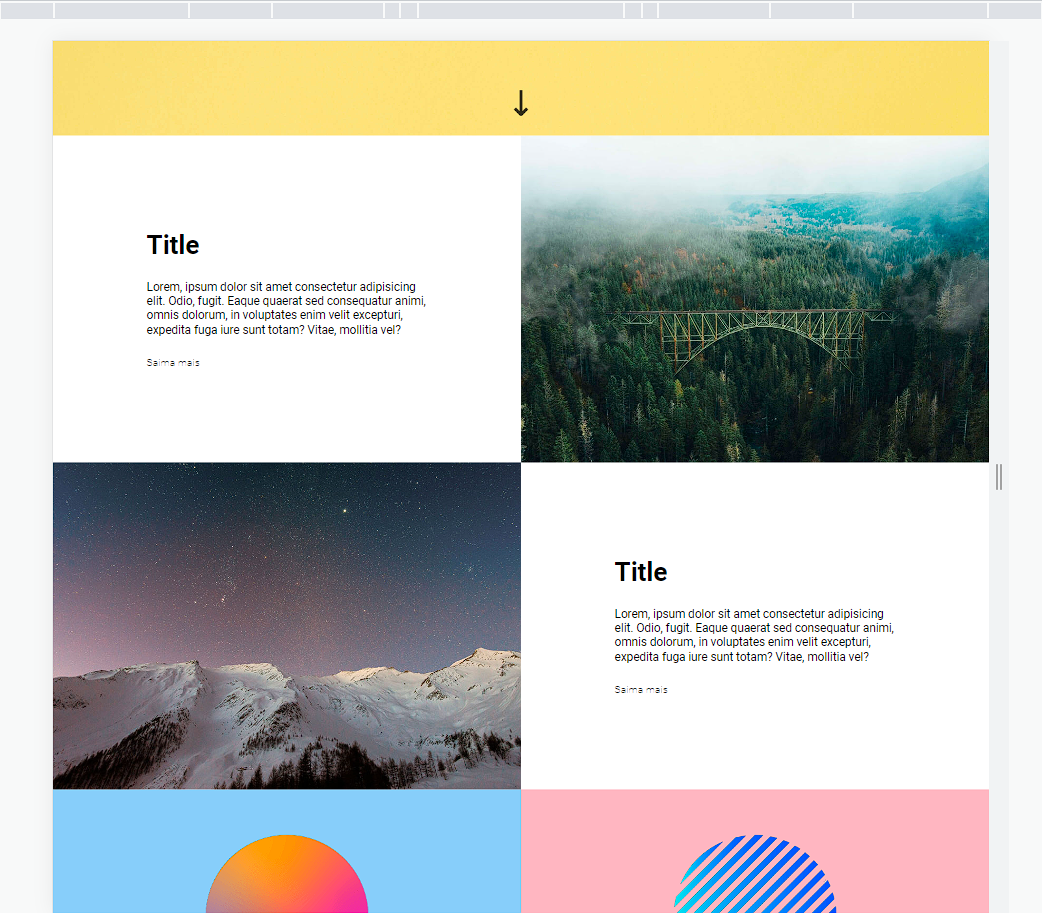 Title
Lorem, ipsum dolor sit amet consectetur adipisicing
elit. Odio, fugit. Eaque quaerat sed consequatur animi,
omnis dolorum, in voluptates enim velit excepturi,
expedita fuga iure sunt totam? Vitae, mollitia vel?
Saima mais
Title
Lorem, ipsum dolor sit amet consectetur adipisicing
elit. Odio, fugit. Eaque quaerat sed consequatur animi,
omnis dolorum, in voluptates enim velit excepturi,
expedita fuga iure sunt totam? Vitae, mollitia vel?
Saima mais